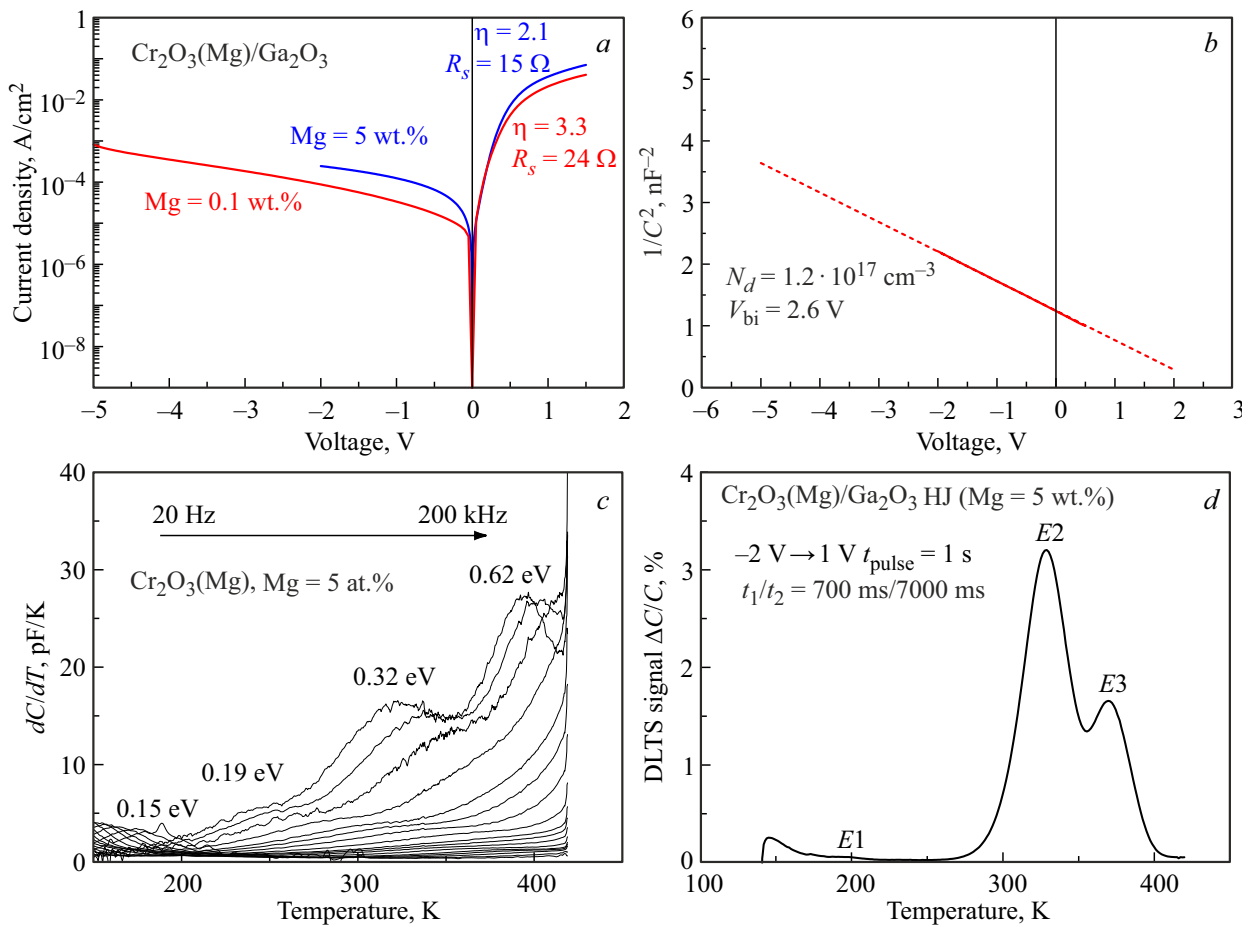 a
Cr2O3(Mg)/Ga2O3
η = 2.1
Rs = 15 Ω
Mg = 5 wt.%
η = 3.3
Rs = 24 Ω
Mg = 0.1 wt.%
Current density, A/cm2
1
10–2
10–4
10–6
10–8
–5 –4 –3 –2 –1 0 1 2
Voltage, V
b
1/C2, nF–2
6
5
4
3
2
1
0
Nd = 1.2 · 1017 cm–3
Vbi = 2.6 V
–6 –5 –4 –3 –2 –1 0 1 2 3
Voltage, V
c
20 Hz 200 kHz
Cr2O3(Mg), Mg = 5 at.%
0.62 eV
0.32 eV
0.19 eV
0.15 eV
dC/dT, pF/K
40
30
20
10
0
200 300 400
Temperature, K
d
Cr2O3(Mg)/Ga2O3 HJ (Mg = 5 wt.%)
–2 V → 1 V tpulse = 1 s
t1/t2 = 700 ms/7000 ms
E2
E3
E1
DLTS signal ΔC/C, %
4
3
2
1
0
100 200 300 400
Temperature, K